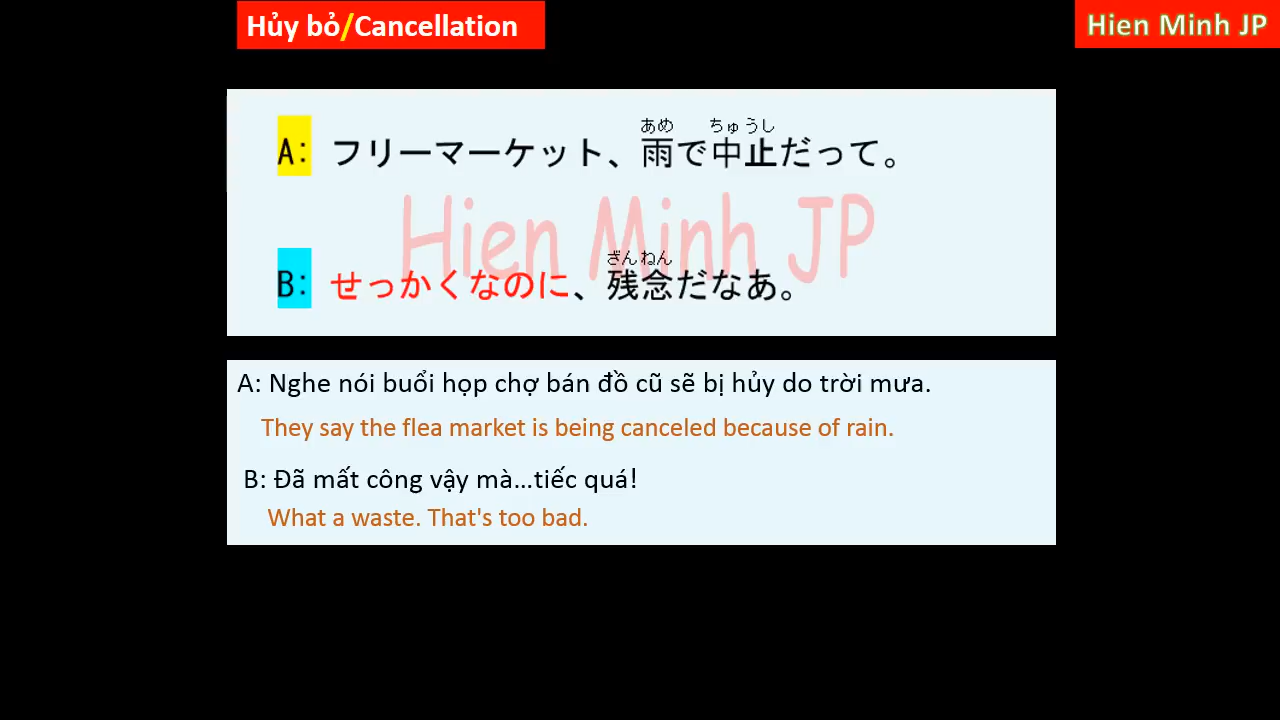 Hủy bỏ/Cancellation
Hien Minh JP
あめ ちゅうし
A: フリーマーケット、雨で中止だって。
Hien Minh JP
ざんねん
B: せっかくなのに、残念だなあ。
A: Nghe nói buổi họp chợ bán đồ cũ sẽ bị hủy do trời mưa.
They say the flea market is being canceled because of rain.
B: Đã mất công vậy mà...tiếc quá!
What a waste. That's too bad.